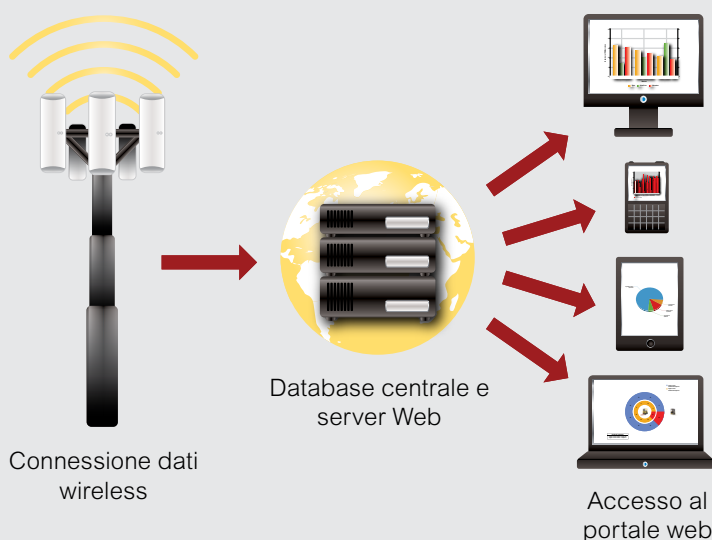 Connessione dati
wireless
Database centrale e
server Web
Accesso al
portale web